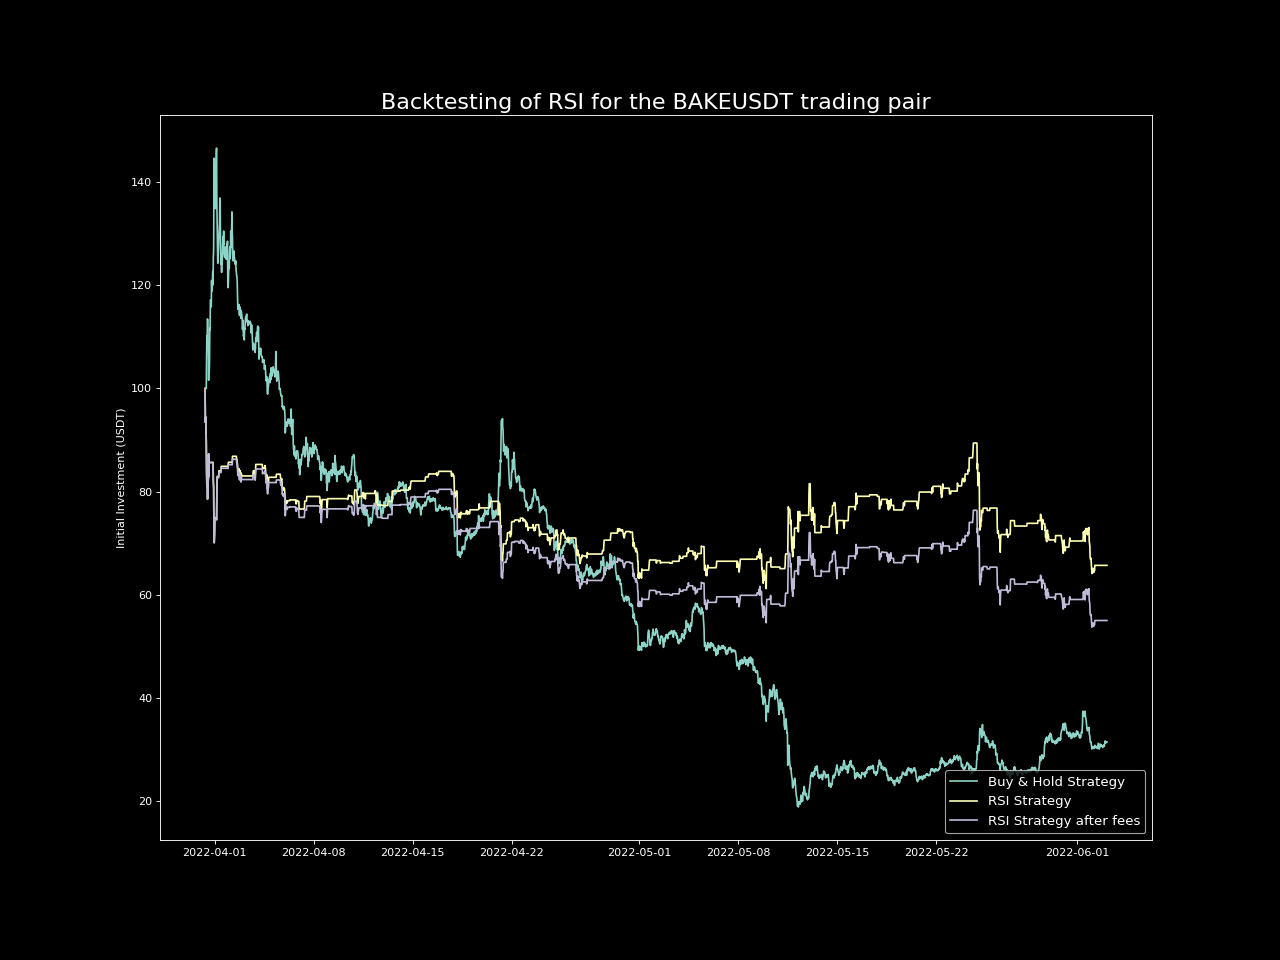 Backtesting of RSI for the BAKEUSDT trading pair
Initial Investment (USDT)
140
120
100
80
60
40
20
2022-04-01 2022-04-08 2022-04-15 2022-04-22 2022-05-01 2022-05-08 2022-05-15 2022-05-22 2022-06-01
Buy & Hold Strategy
RSI Strategy
RSI Strategy after fees